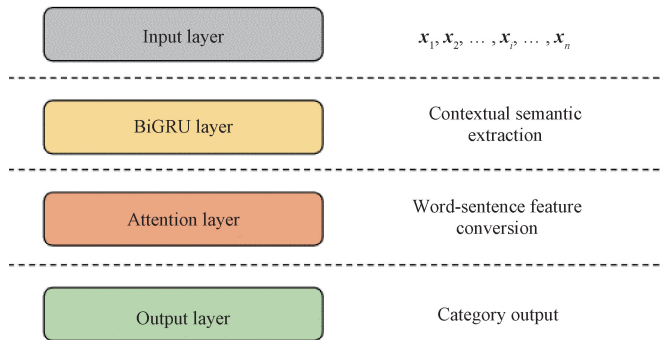 Input layer
x1, x2, … , xi, … , xn
BiGRU layer
Contextual semantic
extraction
Attention layer
Word-sentence feature
conversion
Output layer
Category output